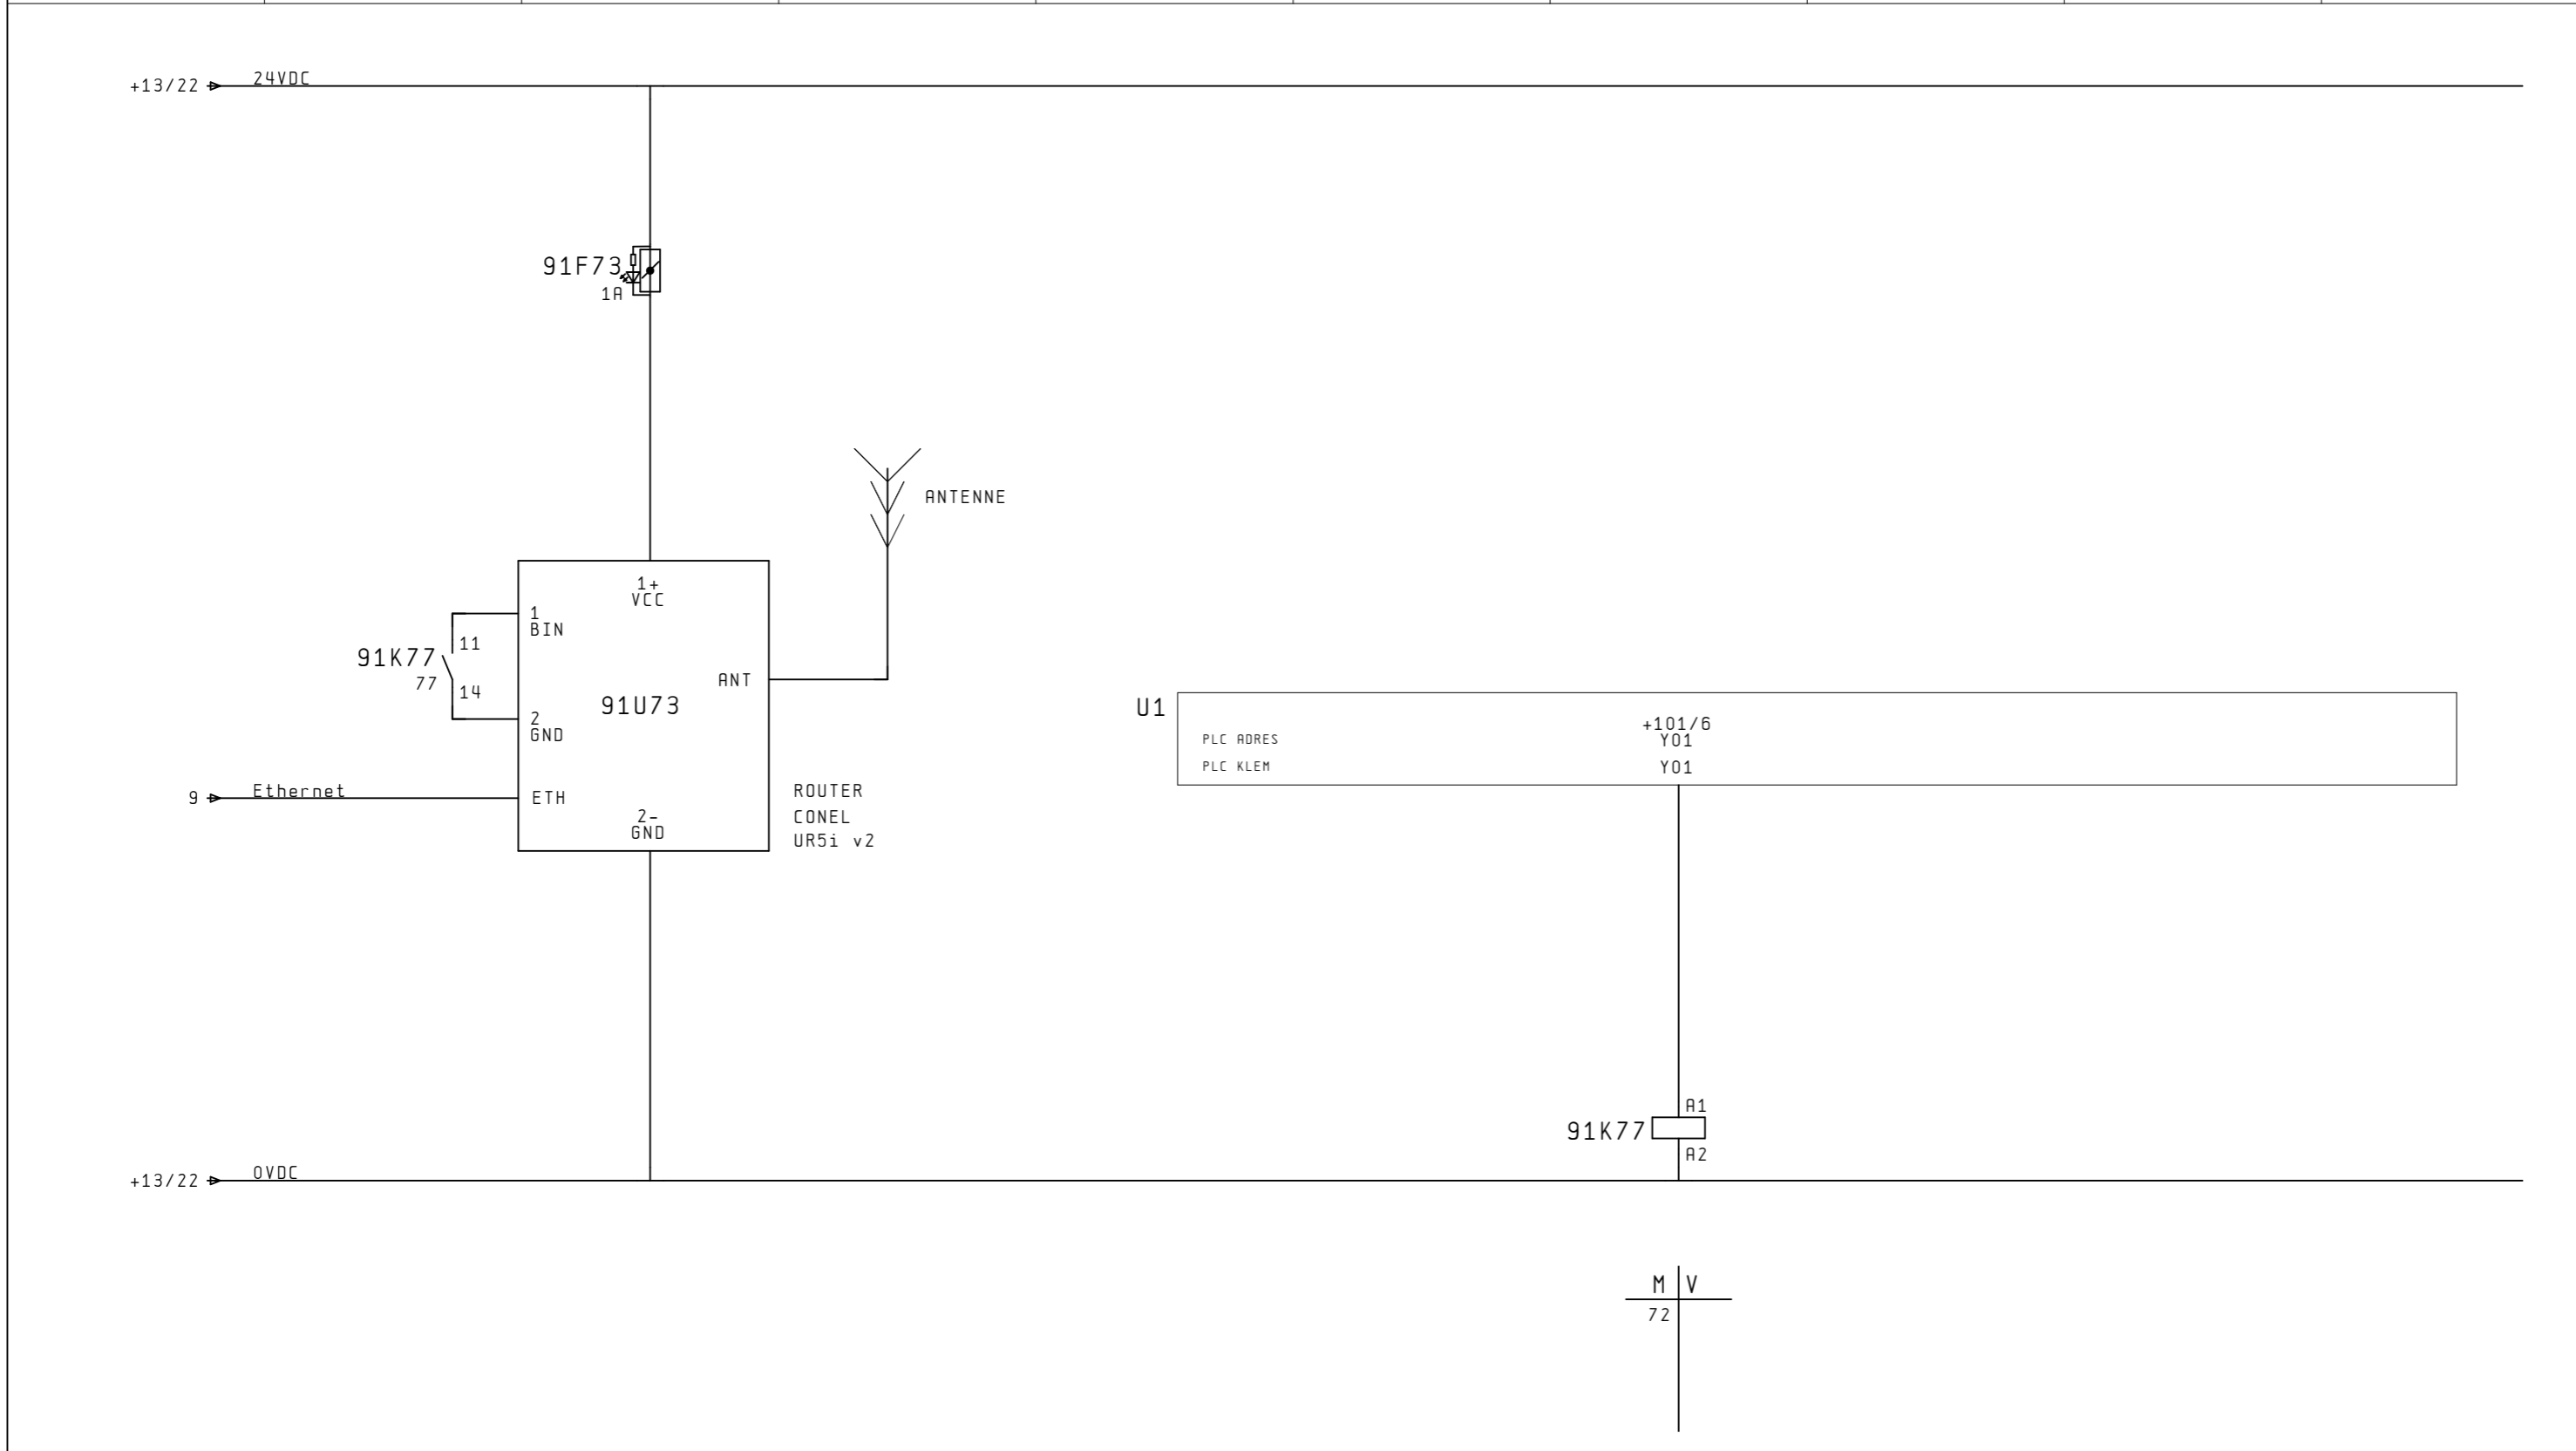 +13/22 24VDC
91F73
1A
ANTENNE
1+
VCC
1
BIN
11
91K77
77
14
ANT
91U73
2
GND
9 Ethernet
ETH
2-
GND
ROUTER
CONEL
UR5i v2
U1
+101/6
PLC ADRES Y01
PLC KLEM Y01
A1
91K77
A2
+13/22 0VDC
M V
72